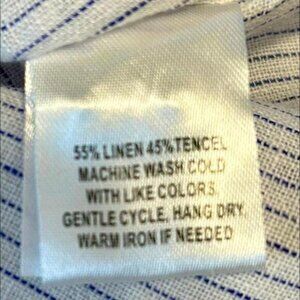 55% LINEN 45%TENCEL
MACHINE WASH COLD
WITH LIKE COLORS.
GENTLE CYCLE, HANG DRY.
WARM IRON IF NEEDED